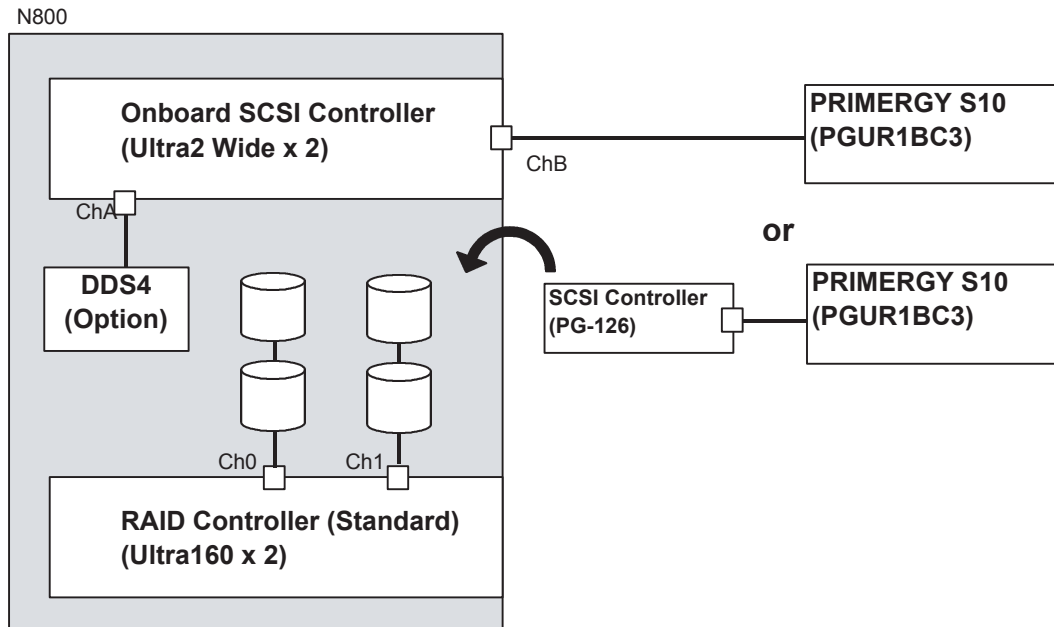 N800
Onboard SCSI Controller
(Ultra2 Wide x 2)
PRIMERGY S10
(PGUR1BC3)
ChB
ChA
or
DDS4
(Option)
SCSI Controller
(PG-126)
PRIMERGY S10
(PGUR1BC3)
Ch0
Ch1
RAID Controller (Standard)
(Ultra160 x 2)